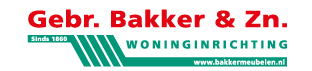 Gebr. Bakker & Zn.
Sinds 1860
WONINGINRICHTING
www.bakkermeubelen.nl